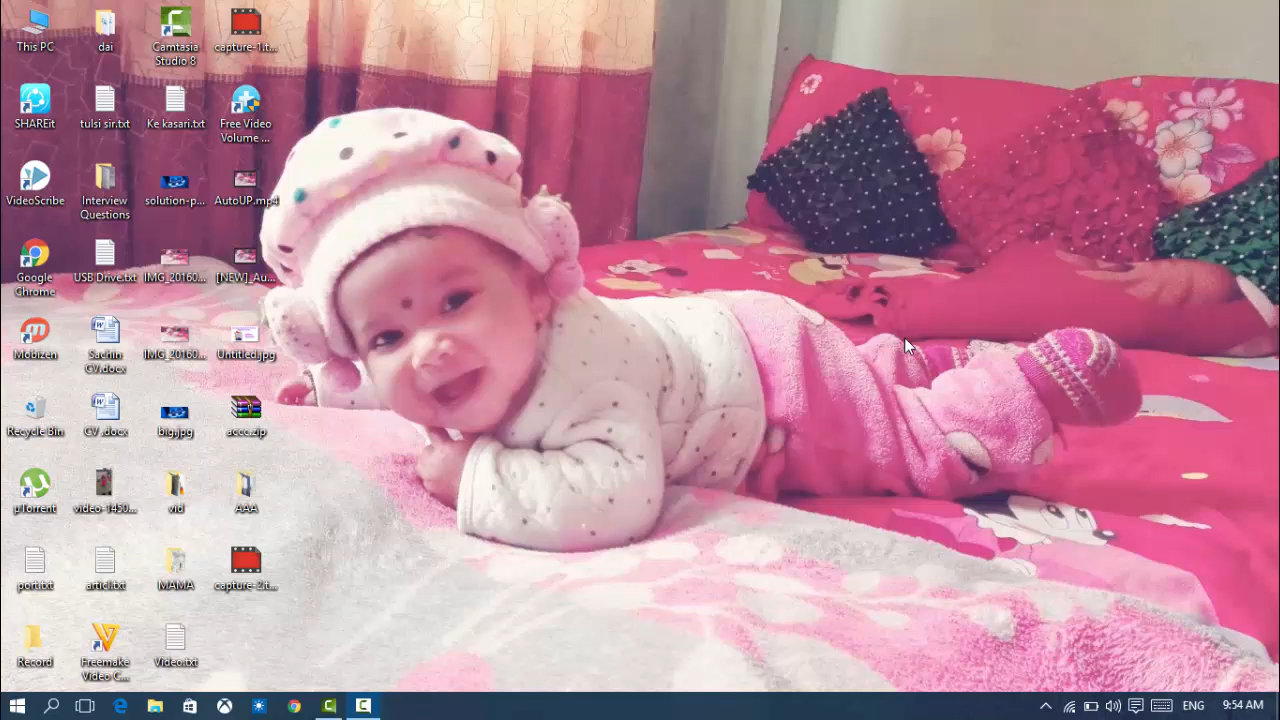 This PC
dai
Camtasia
Studio 8
capture-1.t...
SHAREit
tulsi sir.txt
Ke kasari.txt
Free Video
Volume ...
VideoScribe
Interview
Questions
solution-p...
AutoUP.mp4
Google
Chrome
USB Drive.txt
IMG_20160...
[NEW]_Au...
Mobizen
Sachin
CV.docx
IMG_20160...
Untitled.jpg
Recycle Bin
CV .docx
big.jpg
accc.zip
µTorrent
video-1450...
vid
AAA
port.txt
articl.txt
MAMA
capture-2.t...
Record
Freemake
Video C...
Video.txt
ENG
9:54 AM